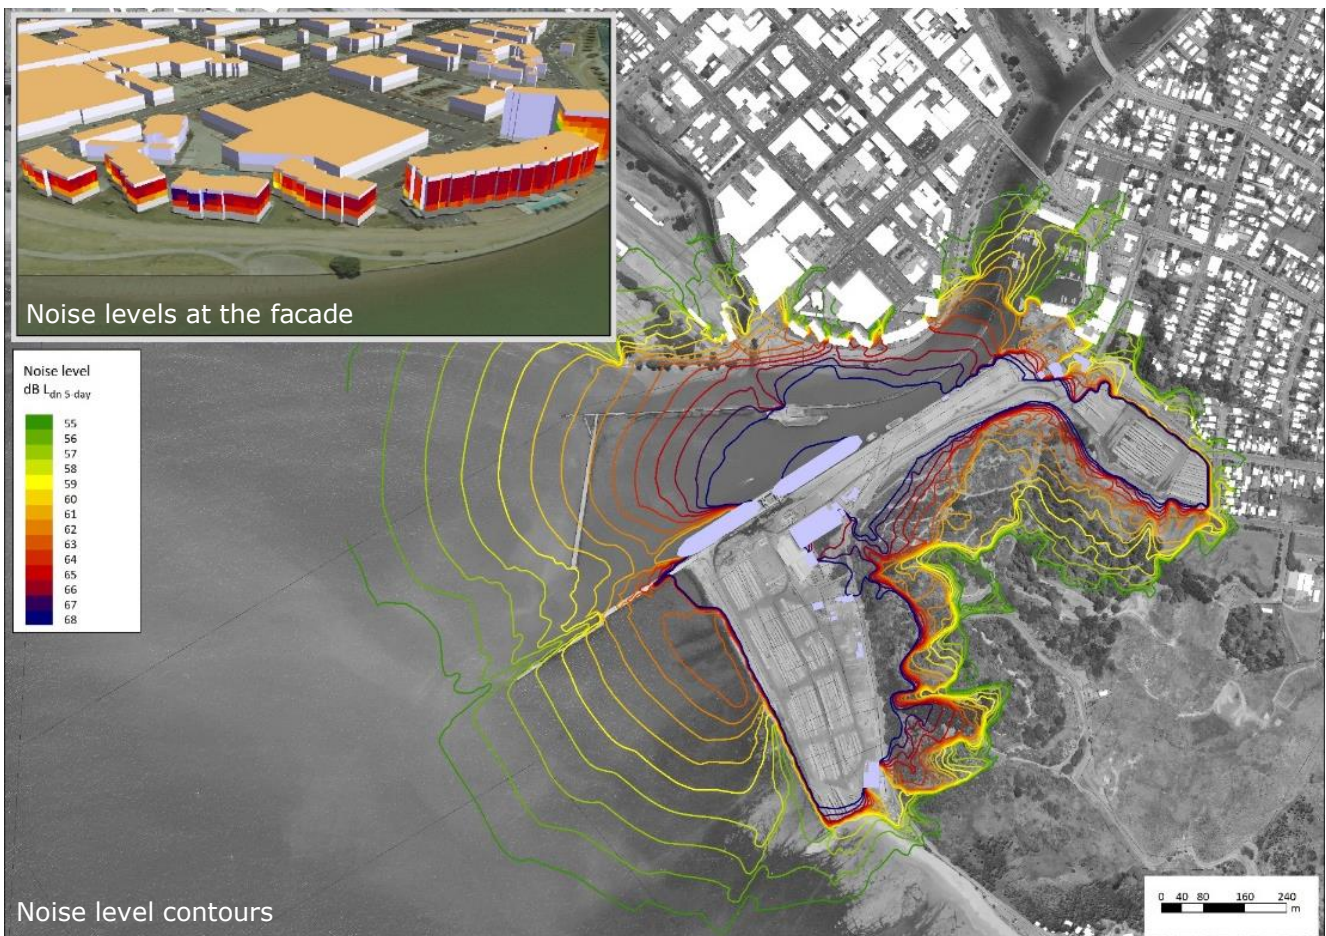 Noise levels at the facade
Noise level
dB Ldn 5-day
55
56
57
58
59
60
61
62
63
64
65
66
67
68
Noise level contours
0 40 80 160 240
m